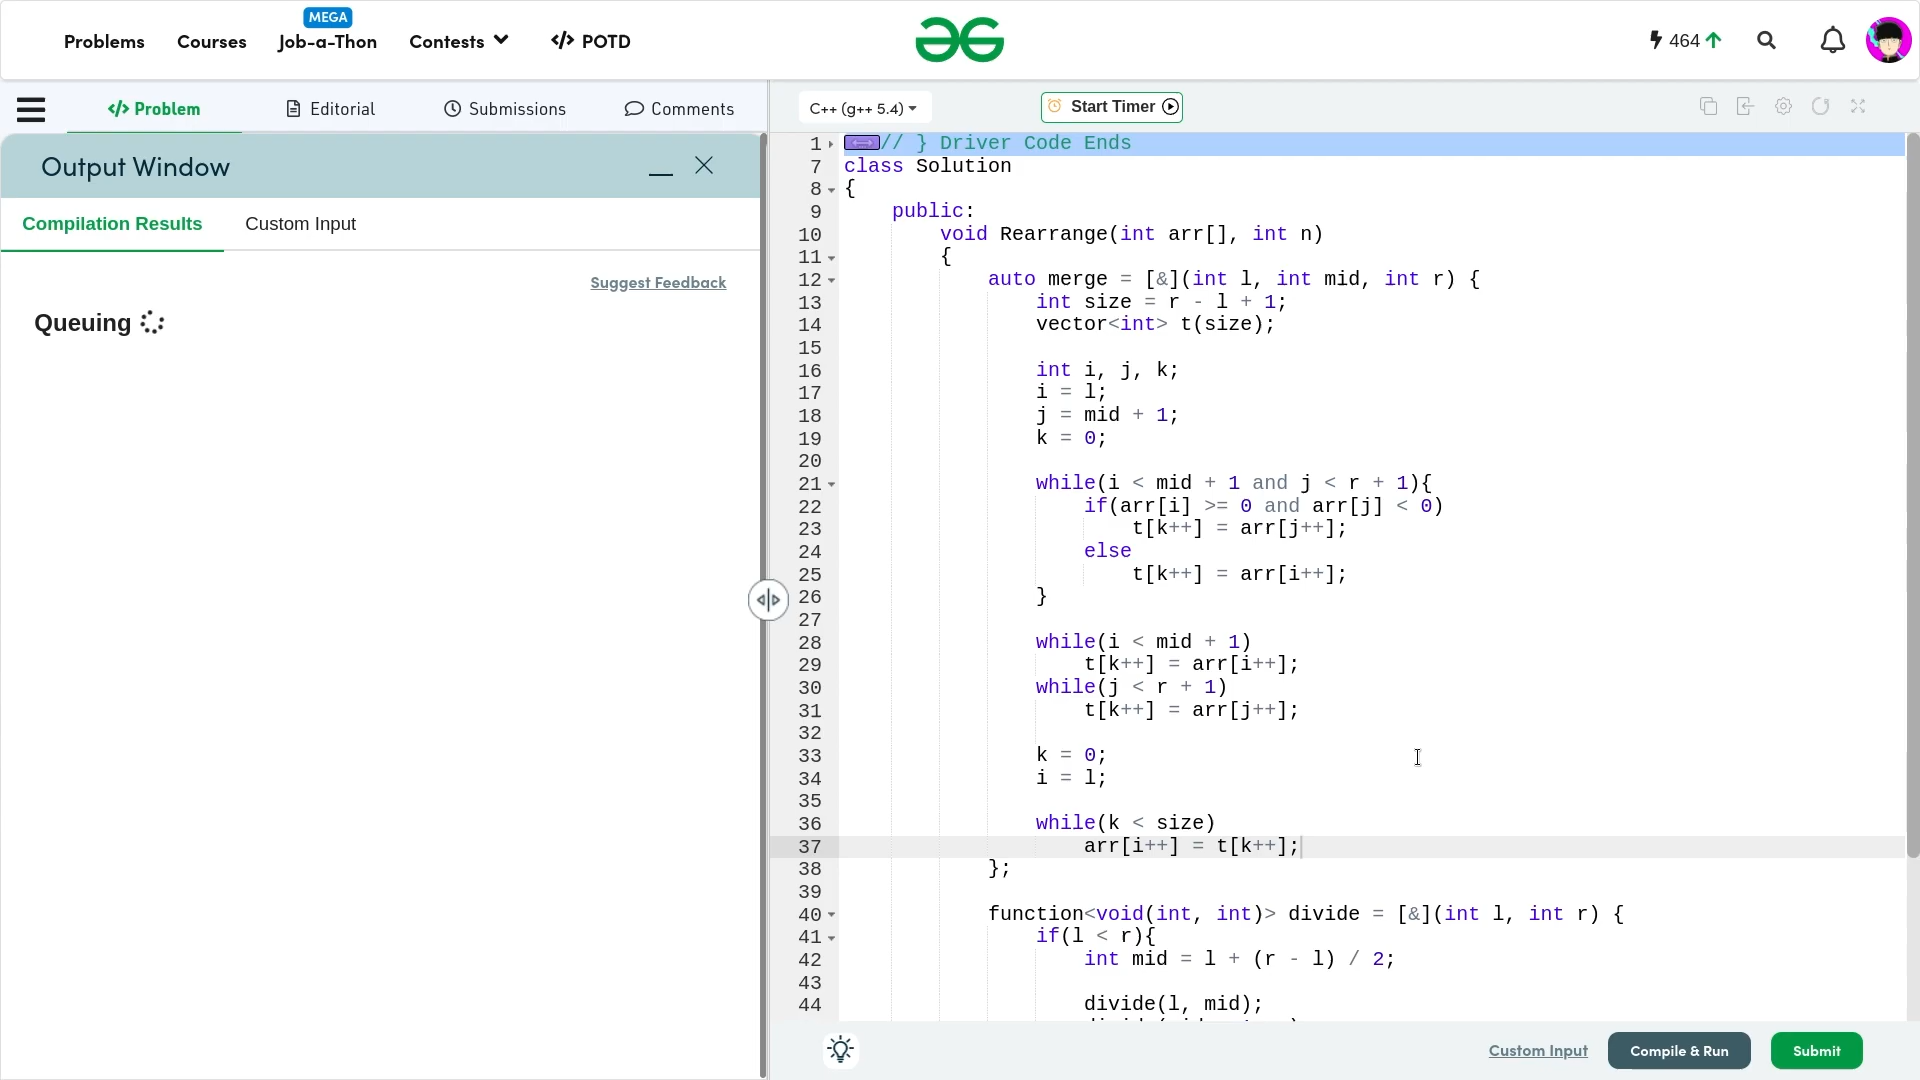 MEGA
Problems Courses Job-a-Thon Contests </> POTD 464
</> Problem Editorial Submissions Comments
C++ (g++ 5.4) Start Timer
Output Window
Compilation Results Custom Input
Suggest Feedback
Queuing
1 // } Driver Code Ends
7 class Solution
8 {
9 public:
10 void Rearrange(int arr[], int n)
11 {
12 auto merge = [&](int l, int mid, int r) {
13 int size = r - l + 1;
14 vector<int> t(size);
15
16 int i, j, k;
17 i = l;
18 j = mid + 1;
19 k = 0;
20
21 while(i < mid + 1 and j < r + 1){
22 if(arr[i] >= 0 and arr[j] < 0)
23 t[k++] = arr[j++];
24 else
25 t[k++] = arr[i++];
26 }
27
28 while(i < mid + 1)
29 t[k++] = arr[i++];
30 while(j < r + 1)
31 t[k++] = arr[j++];
32
33 k = 0;
34 i = l;
35
36 while(k < size)
37 arr[i++] = t[k++];
38 };
39
40 function<void(int, int)> divide = [&](int l, int r) {
41 if(l < r){
42 int mid = l + (r - l) / 2;
43
44 divide(l, mid);
Custom Input Compile & Run Submit